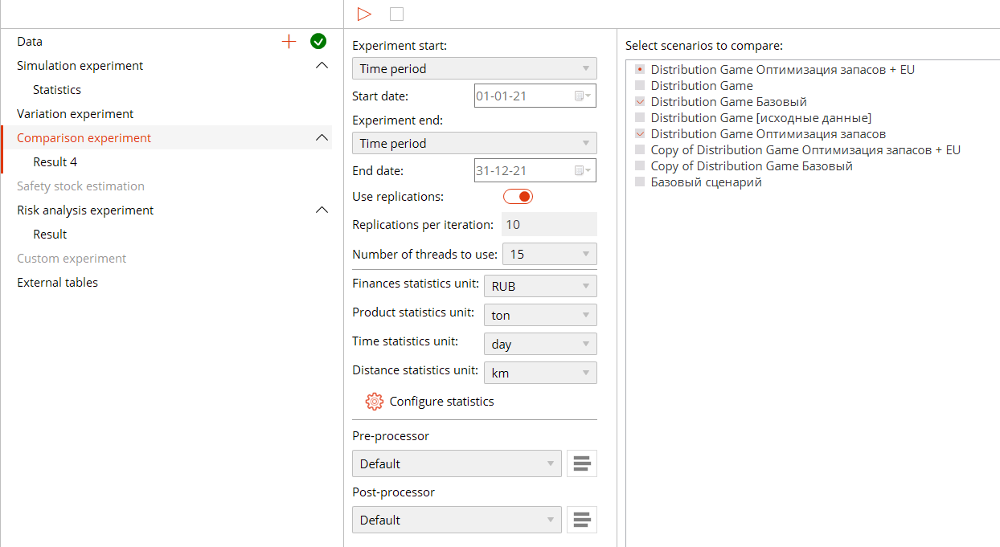 Data
Simulation experiment
Statistics
Variation experiment
Comparison experiment
Result 4
Safety stock estimation
Risk analysis experiment
Result
Custom experiment
External tables
Experiment start:
Time period
Start date:
01-01-21
Experiment end:
Time period
End date:
31-12-21
Use replications:
Replications per iteration:
10
Number of threads to use:
15
Finances statistics unit:
RUB
Product statistics unit:
ton
Time statistics unit:
day
Distance statistics unit:
km
Configure statistics
Pre-processor
Default
Post-processor
Default
Select scenarios to compare:
Distribution Game Оптимизация запасов + EU
Distribution Game
Distribution Game Базовый
Distribution Game [исходные данные]
Distribution Game Оптимизация запасов
Copy of Distribution Game Оптимизация запасов + EU
Copy of Distribution Game Базовый
Базовый сценарий